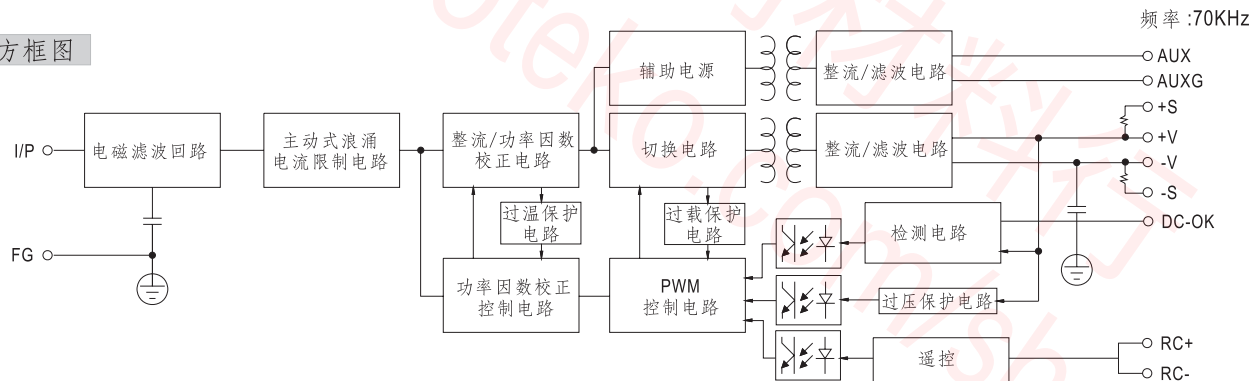 频率 :70KHz
方框图
辅助电源
整流/滤波电路
AUX
AUXG
+S
I/P
电磁滤波回路
主动式浪涌
电流限制电路
整流/功率因数
校正电路
切换电路
整流/滤波电路
+V
-V
-S
过温保护
电路
过载保护
电路
检测电路
DC-OK
FG
功率因数校正
控制电路
PWM
控制电路
过压保护电路
遥控
RC+
RC-